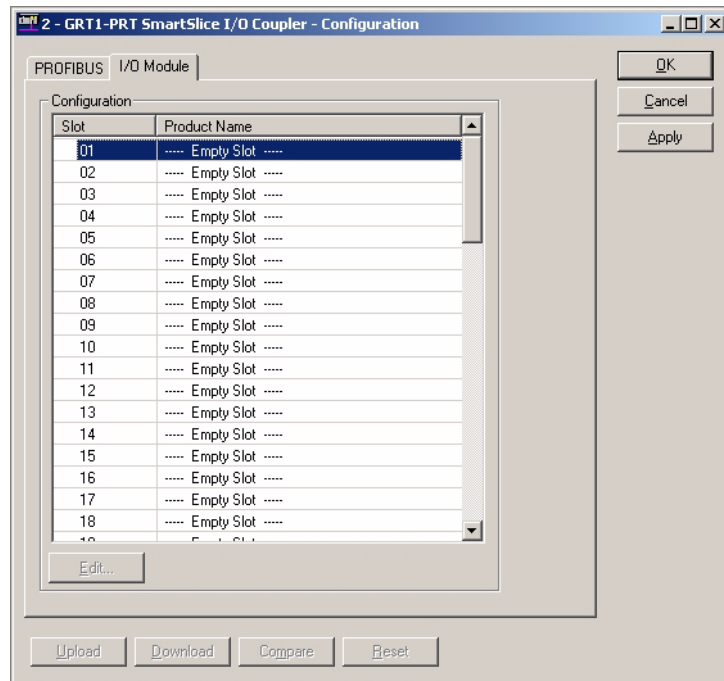 2 - GRT1-PRT SmartSlice I/O Coupler - Configuration
PROFIBUS I/O Module
OK
Cancel
Apply
Configuration
Slot Product Name
01 ----- Empty Slot -----
02 ----- Empty Slot -----
03 ----- Empty Slot -----
04 ----- Empty Slot -----
05 ----- Empty Slot -----
06 ----- Empty Slot -----
07 ----- Empty Slot -----
08 ----- Empty Slot -----
09 ----- Empty Slot -----
10 ----- Empty Slot -----
11 ----- Empty Slot -----
12 ----- Empty Slot -----
13 ----- Empty Slot -----
14 ----- Empty Slot -----
15 ----- Empty Slot -----
16 ----- Empty Slot -----
17 ----- Empty Slot -----
18 ----- Empty Slot -----
Edit...
Upload Download Compare Reset